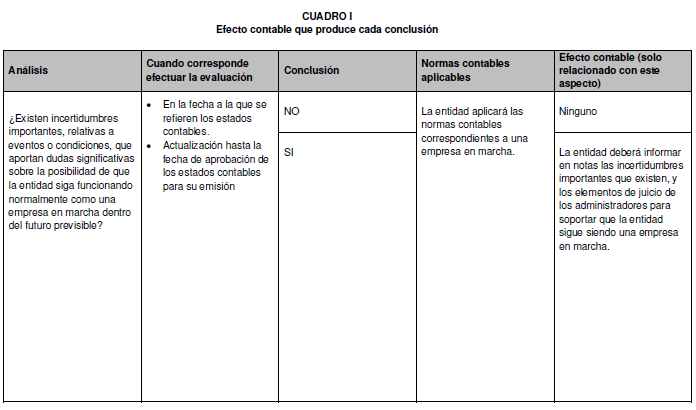 CUADRO I
Efecto contable que produce cada conclusión
Análisis
Cuando corresponde
efectuar la evaluación
Conclusión
Normas contables
aplicables
Efecto contable (solo
relacionado con este
aspecto)
¿Existen incertidumbres
importantes, relativas a
eventos o condiciones, que
aportan dudas significativas
sobre la posibilidad de que
la entidad siga funcionando
normalmente como una
empresa en marcha dentro
del futuro previsible?
• En la fecha a la que se
refieren los estados
contables.
• Actualización hasta la
fecha de aprobación de
los estados contables
para su emisión
NO
La entidad aplicará las
normas contables
correspondientes a una
empresa en marcha.
Ninguno
SI
La entidad deberá informar
en notas las incertidumbres
importantes que existen, y
los elementos de juicio de
los administradores para
soportar que la entidad
sigue siendo una empresa
en marcha.